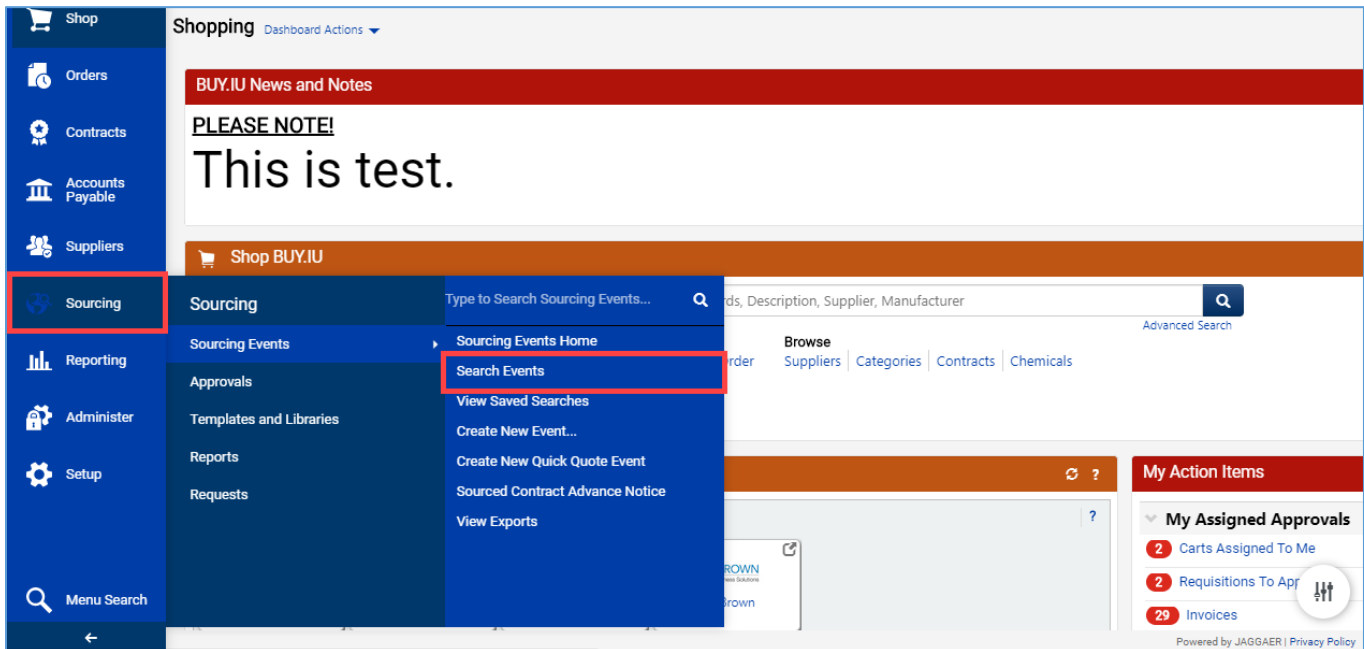 Shop
Orders
Contracts
Accounts
Payable
Suppliers
Sourcing
Reporting
Administer
Setup
Menu Search
Shopping Dashboard Actions
BUY.IU News and Notes
PLEASE NOTE!
This is test.
Shop BUY.IU
Sourcing
Sourcing Events
Approvals
Templates and Libraries
Reports
Requests
Type to Search Sourcing Events...
Sourcing Events Home
Search Events
View Saved Searches
Create New Event...
Create New Quick Quote Event
Sourced Contract Advance Notice
View Exports
ds, Description, Supplier, Manufacturer
Advanced Search
Browse
rder Suppliers Categories Contracts Chemicals
?
?
ROWN
Brown
My Action Items
My Assigned Approvals
2 Carts Assigned To Me
2 Requisitions To App
29 Invoices
Powered by JAGGAER | Privacy Policy